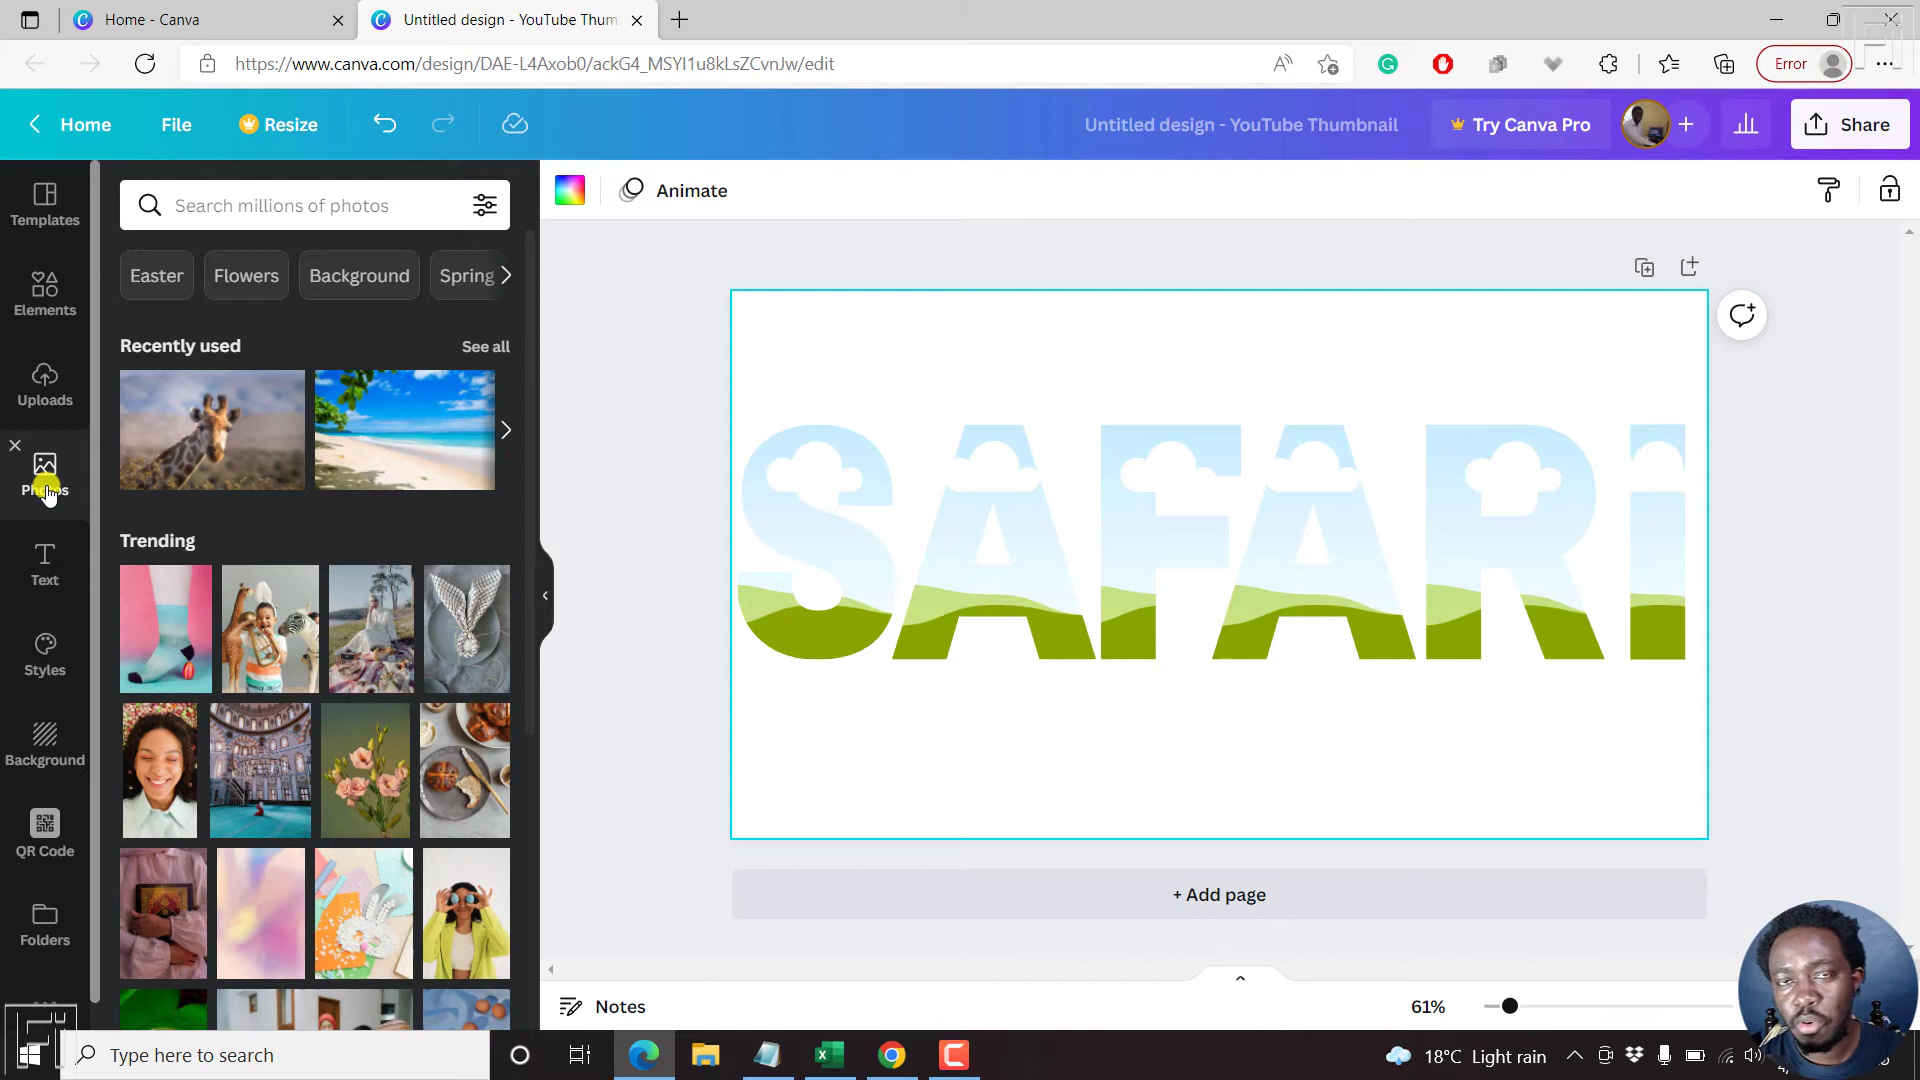 Home - Canva
Untitled design - YouTube Thum
https://www.canva.com/design/DAE-L4Axob0/ackG4_MSYI1u8kLsZCvnJw/edit
Error
Home
File
Resize
Untitled design - YouTube Thumbnail
Try Canva Pro
Share
Templates
Elements
Uploads
Photos
Text
Styles
Background
QR Code
Folders
Search millions of photos
Easter
Flowers
Background
Spring
Recently used
See all
Trending
Animate
SAFARi
+ Add page
Notes
61%
Type here to search
18°C Light rain